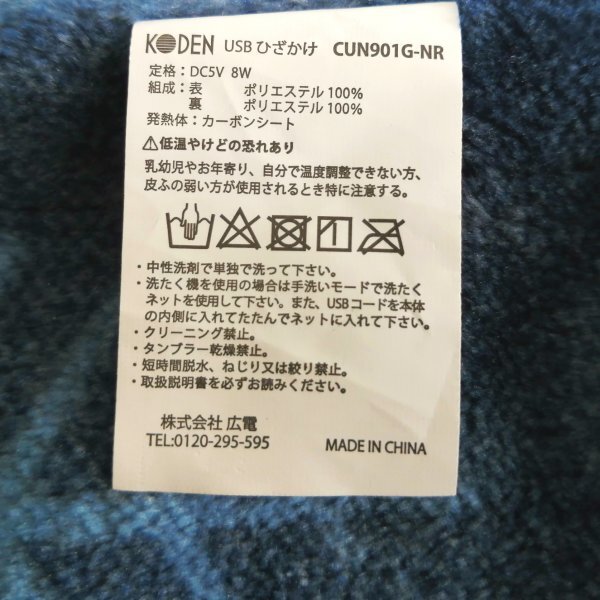 KODEN USB ひざかけ CUN901G-NR
定格：DC5V 8W
組成：表 ポリエステル 100%
裏 ポリエステル 100%
発熱体：カーボンシート
⚠低温やけどの恐れあり
乳幼児やお年寄り、自分で温度調整できない方、
皮ふの弱い方が使用されるとき特に注意する。
・中性洗剤で単独で洗って下さい。
・洗たく機を使用の場合は手洗いモードで洗たく
ネットを使用して下さい。また、USBコードを本体
の内側に入れてたたんでネットに入れて下さい。
・クリーニング禁止。
・タンブラー乾燥禁止。
・短時間脱水、ねじり又は絞り禁止。
・取扱説明書を必ずお読みください。
株式会社 広電
TEL:0120-295-595 MADE IN CHINA